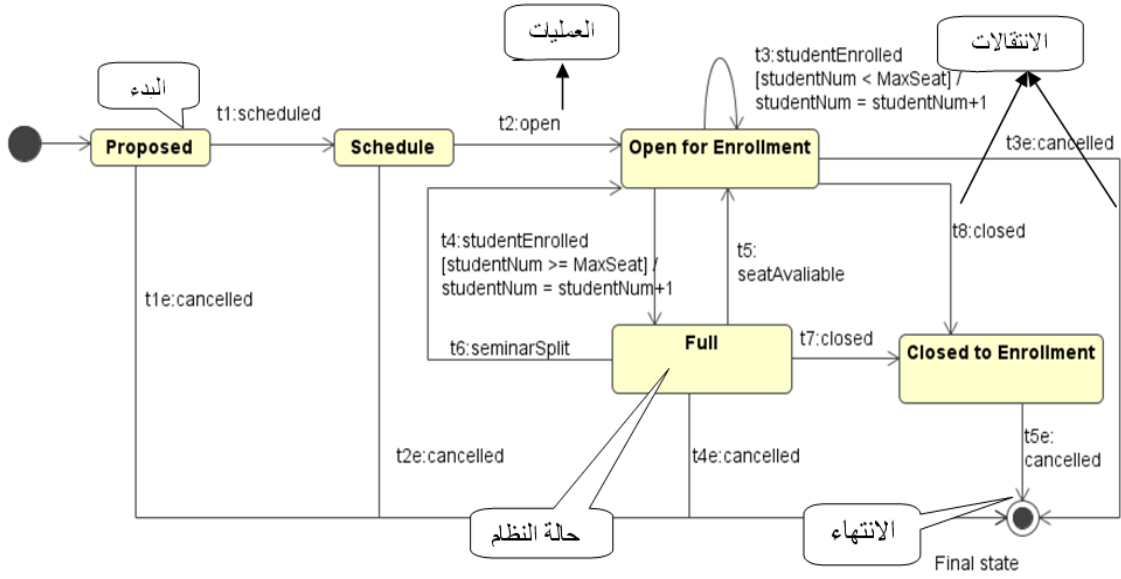 العمليات
الانتقالات
البدء
t3:studentEnrolled
[studentNum < MaxSeat] /
studentNum = studentNum+1
t1:scheduled
t2:open
Proposed
Schedule
Open for Enrollment
t3e:cancelled
t4:studentEnrolled
[studentNum >= MaxSeat] /
studentNum = studentNum+1
t5:
seatAvaliable
t8:closed
t1e:cancelled
t6:seminarSplit
Full
t7:closed
Closed to Enrollment
t2e:cancelled
t4e:cancelled
t5e:
cancelled
حالة النظام
الانتهاء
Final state